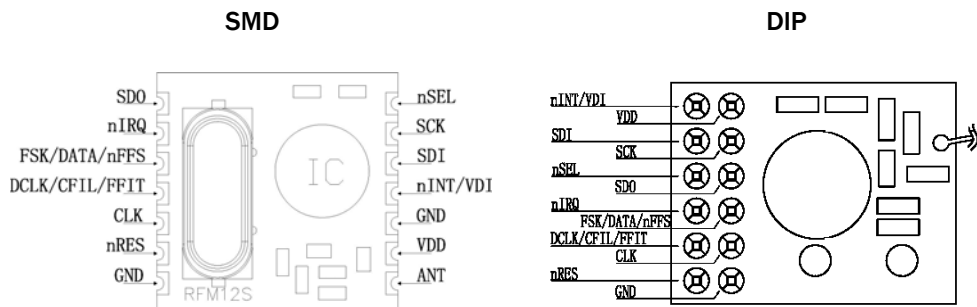 SMD
DIP
SDO
nIRQ
FSK/DATA/nFFS
DCLK/CFIL/FFIT
CLK
nRES
GND
IC
RFM12S
nSEL
SCK
SDI
nINT/VDI
GND
VDD
ANT
nINT/VDI
VDD
SDI
SCK
nSEL
SDO
nIRQ
FSK/DATA/nFFS
DCLK/CFIL/FFIT
CLK
nRES
GND